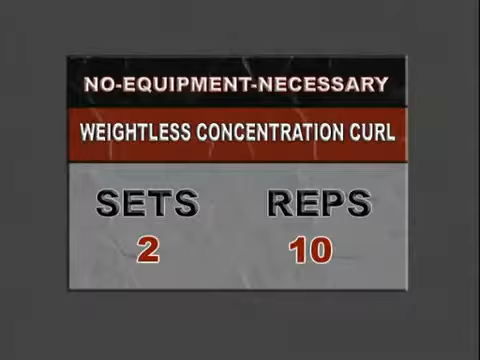 NO-EQUIPMENT-NECESSARY
WEIGHTLESS CONCENTRATION CURL
SETS REPS
2 10